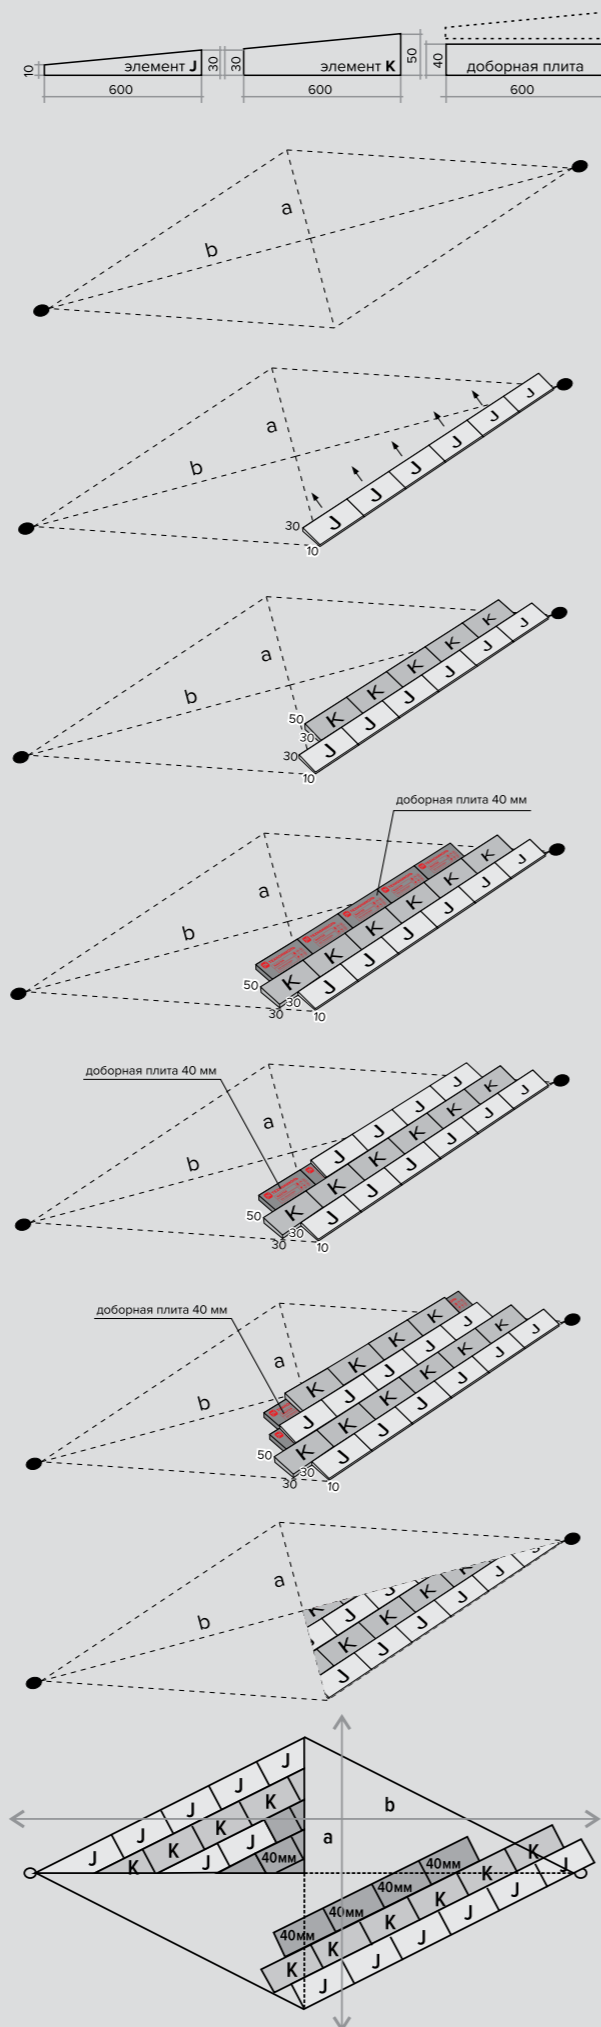 10
элемент J
30
600
30
элемент K
50
600
40
доборная плита
600
a
b
a
b
J J J J J J
30
10
a
b
K K K K K
J J J J J J
50
30
30
10
доборная плита 40 мм
a
b
K K K K K
J J J J J
50
30
30
10
доборная плита 40 мм
a
b
J J J J
K K K K K K
J J J J J J
50
30
30
10
доборная плита 40 мм
a
b
K K K K
J J J J J
K K K K K K
J J J J J J
50
30
30
10
a
b
K J J K K
K K K K K
J J J J J J
J J J J J
K K K K
J J
40мм
a
b
40мм 40мм 40мм 40мм
K K K K K K
J J J J J J